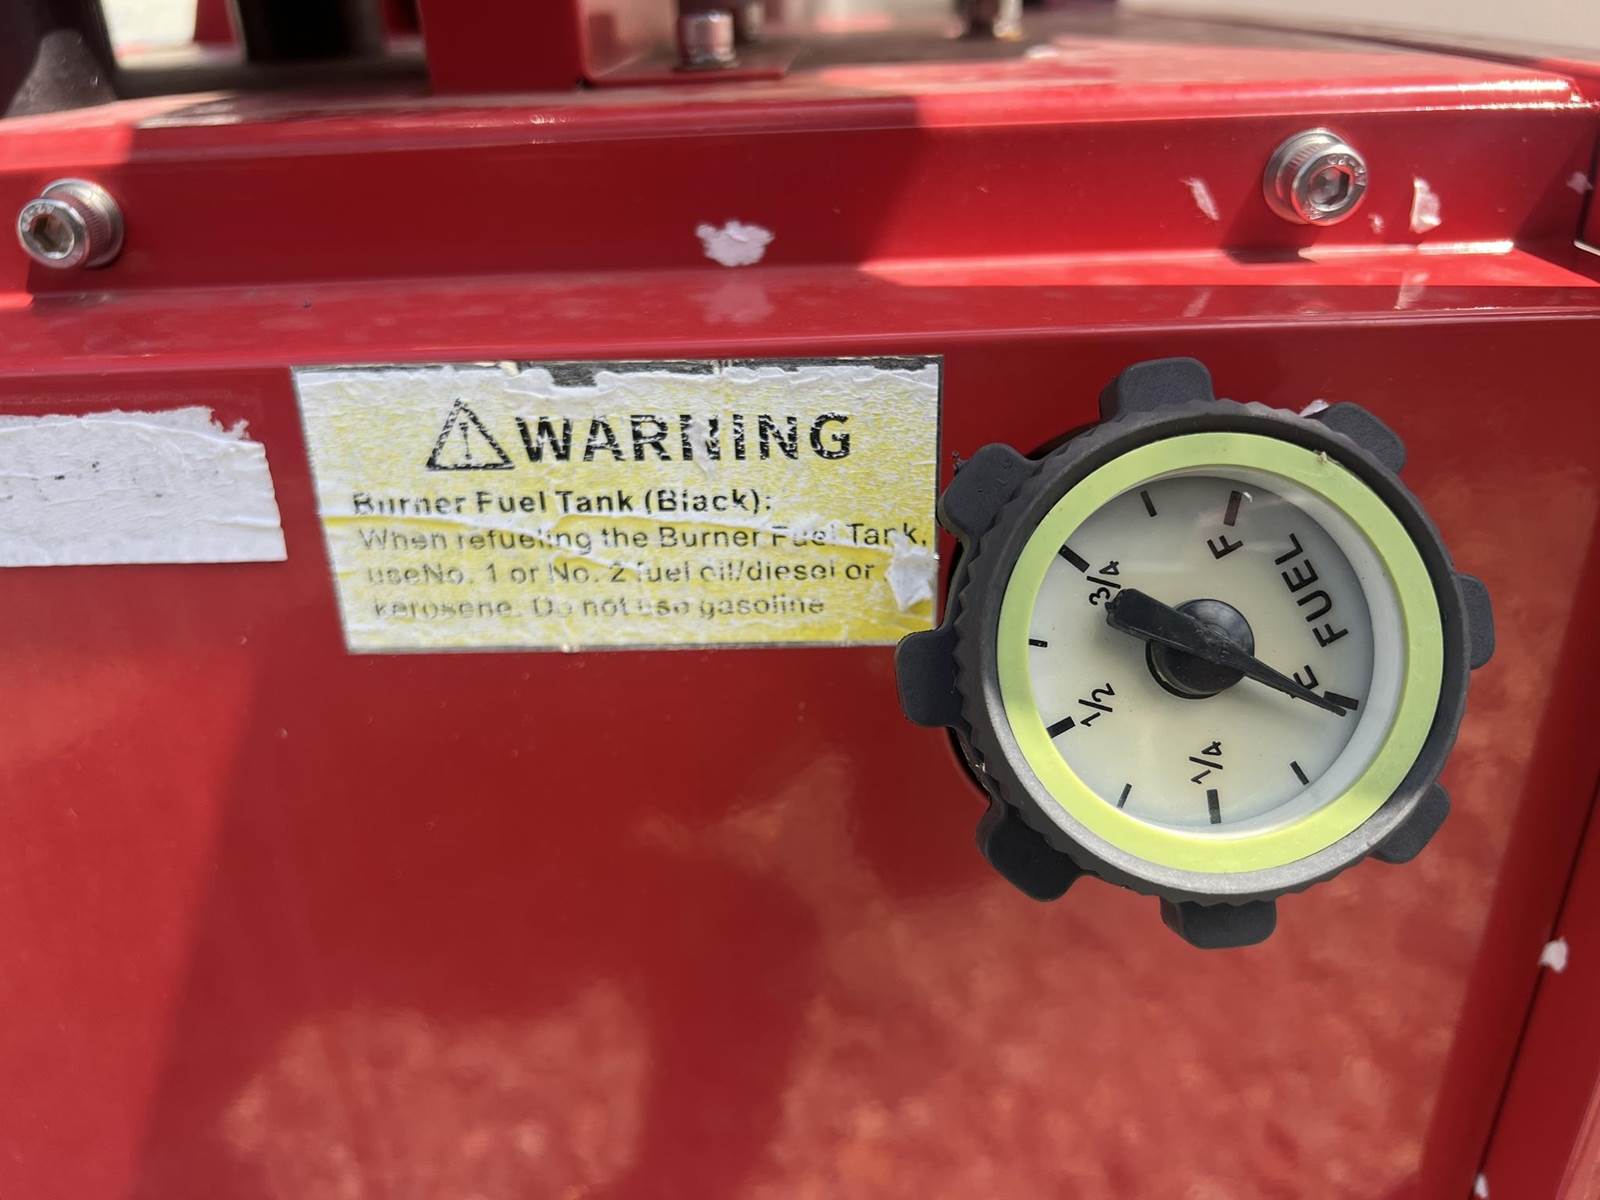 WARNING
Burner Fuel Tank (Black):
When refueling the Burner Fuel Tank,
useNo. 1 or No. 2 fuel oil/diesel or
kerosene. Do not use gasoline
F
3/4
1/2
1/4
FUEL